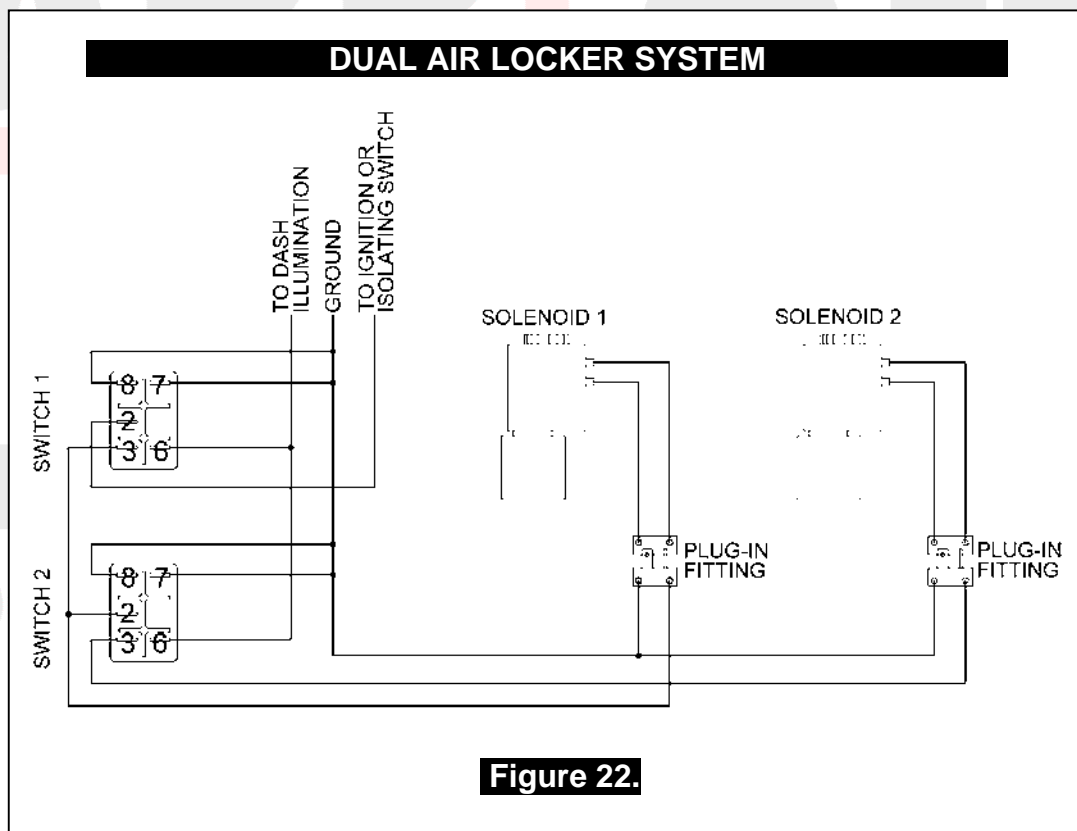 DUAL AIR LOCKER SYSTEM
TO DASH
ILLUMINATION
GROUND
TO IGNITION OR
ISOLATING SWITCH
SOLENOID 1
SOLENOID 2
SWITCH 1
8 7
2
3 6
SWITCH 2
8 7
2
3 6
PLUG-IN
FITTING
PLUG-IN
FITTING
Figure 22.